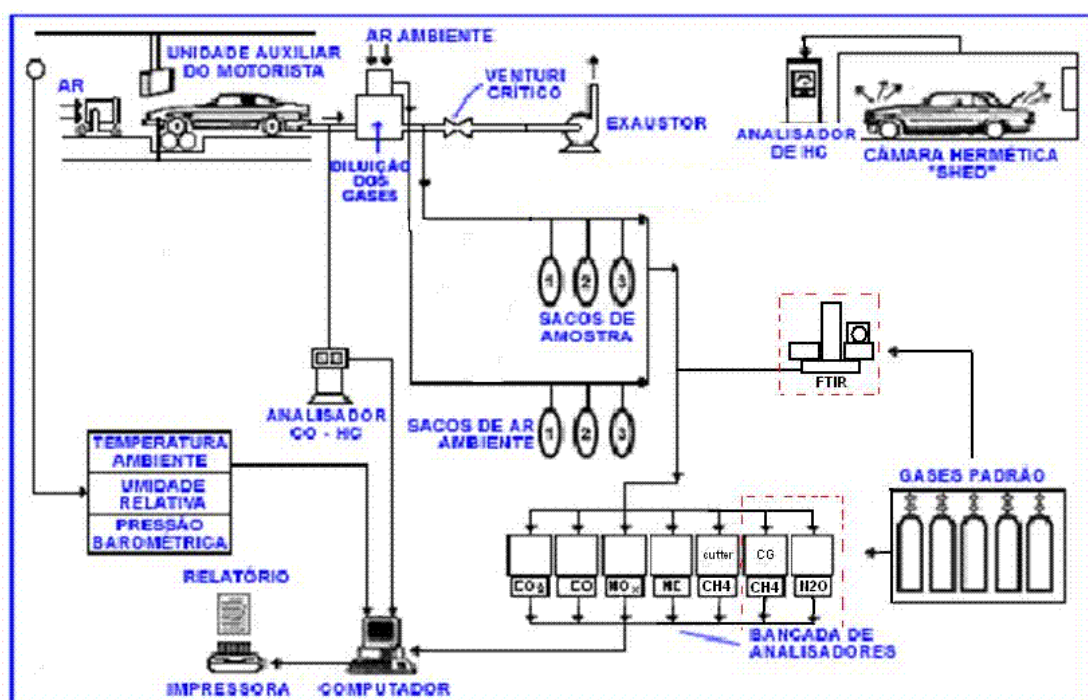 UNIDADE AUXILIAR
DO MOTORISTA
AR
AR AMBIENTE
VENTURI
CRÍTICO
EXAUSTOR
DILUIÇÃO
DOS
GASES
ANALISADOR
DE HC
CÂMARA HERMÉTICA
"SHED"
1 2 3
SACOS DE
AMOSTRA
FTIR
ANALISADOR
CO - HC
SACOS DE AR
AMBIENTE
1 2 3
TEMPERATURA
AMBIENTE
UMIDADE
RELATIVA
PRESSÃO
BAROMÉTRICA
GASES PADRÃO
cutter CG
CO2 CO NOx HC CH4 CH4 N2O
BANCADA DE
ANALISADORES
RELATÓRIO
IMPRESSORA
COMPUTADOR